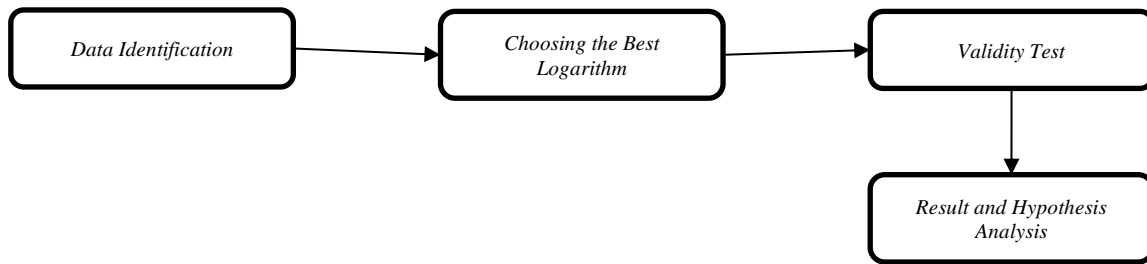 Data Identification
Choosing the Best
Logarithm
Validity Test
Result and Hypothesis
Analysis